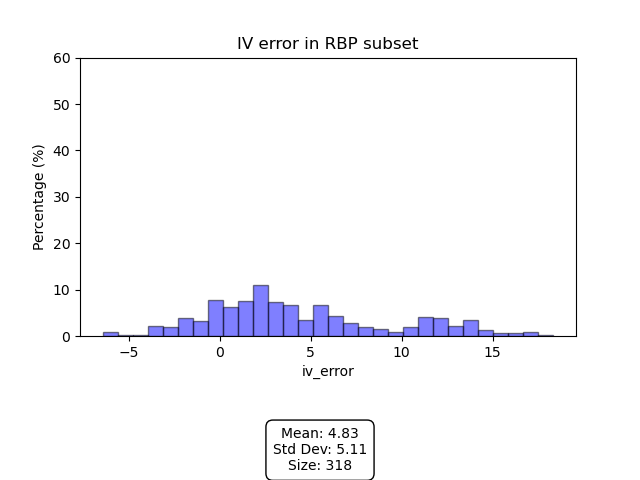 IV error in RBP subset
60
50
40
30
20
10
0
Percentage (%)
−5
0
5
10
15
iv_error
Mean: 4.83
Std Dev: 5.11
Size: 318